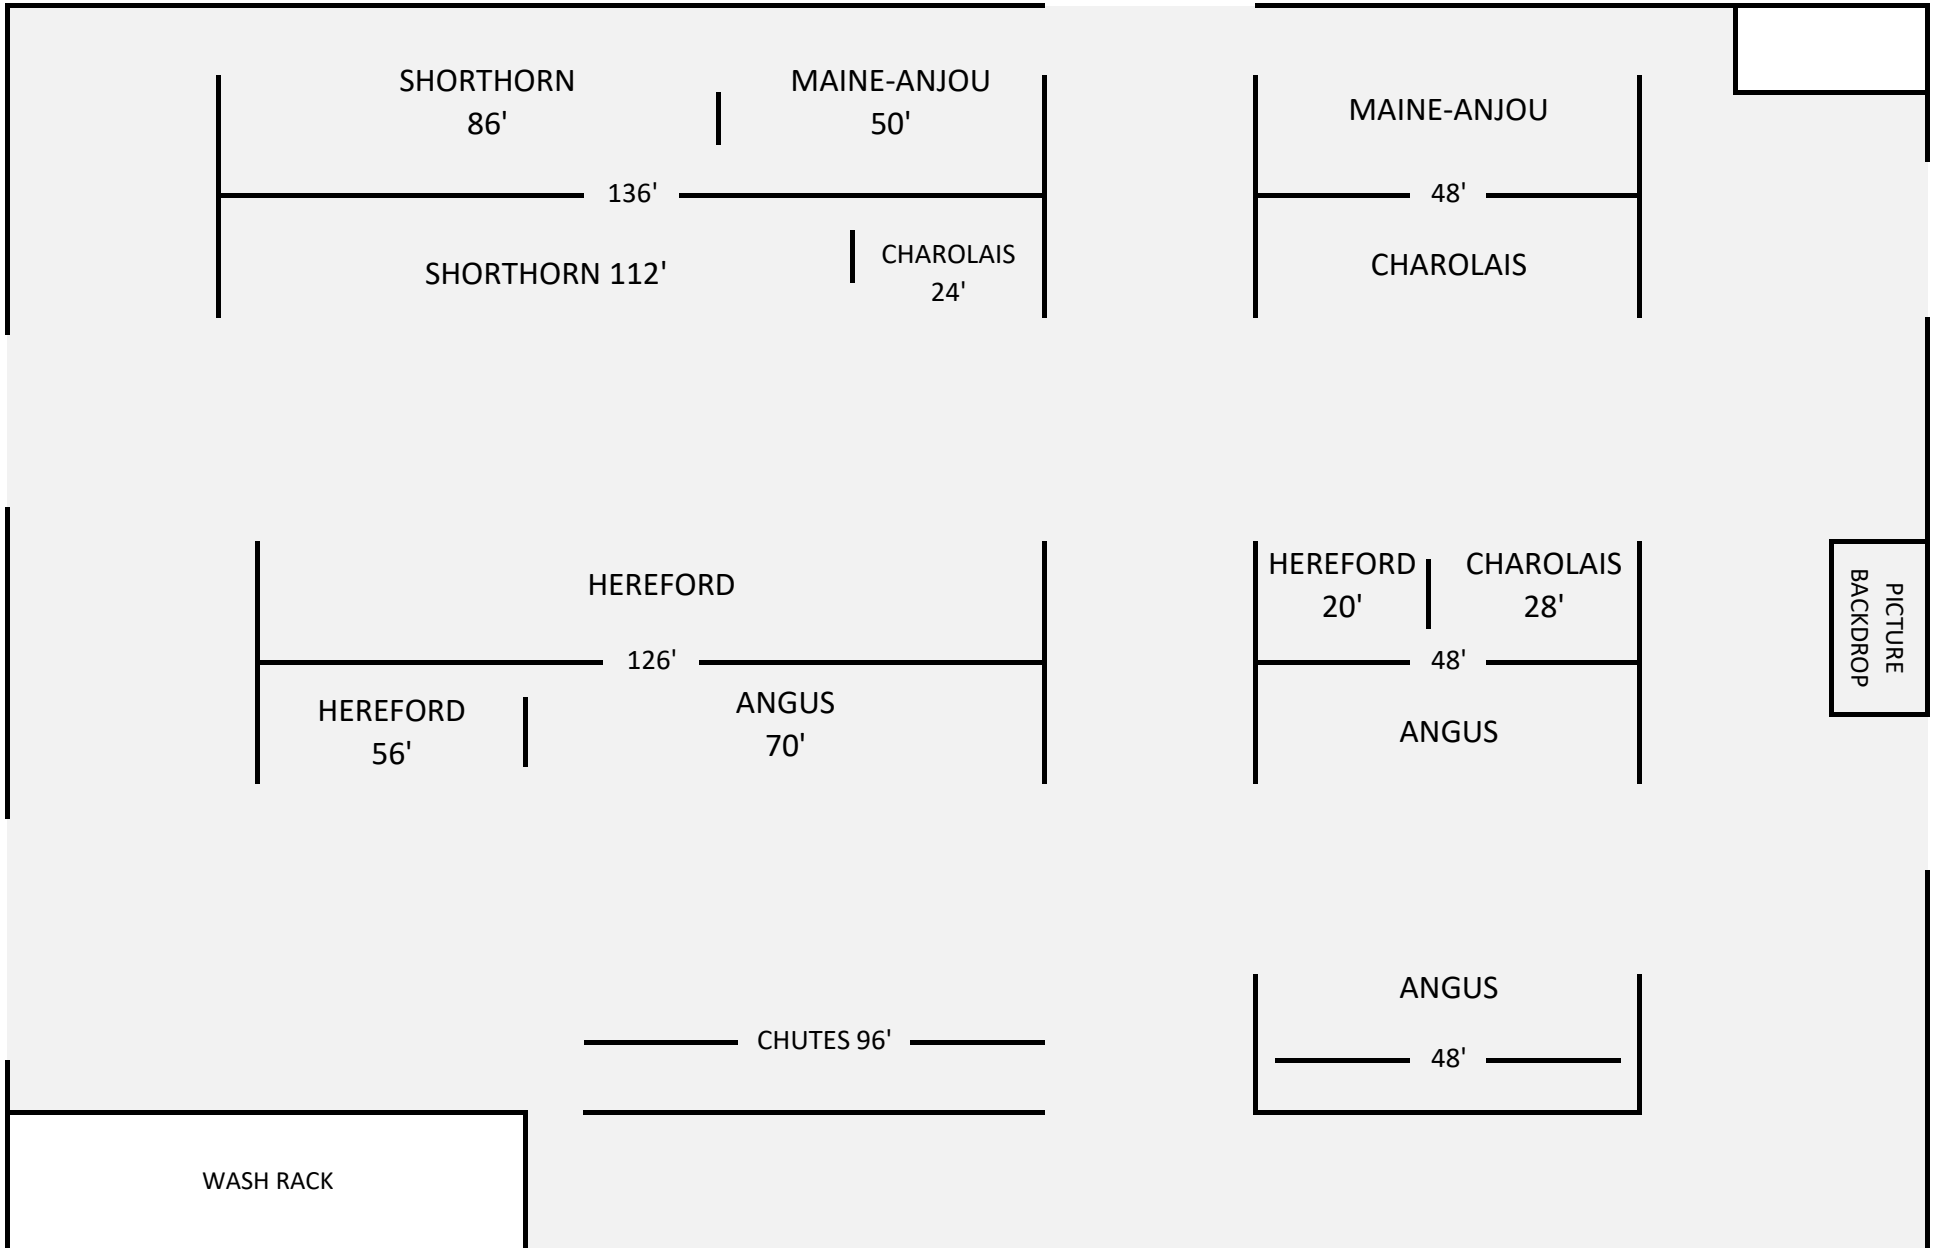 SHORTHORN
86'
MAINE-ANJOU
50'
136'
SHORTHORN 112'
CHAROLAIS
24'
MAINE-ANJOU
48'
CHAROLAIS
HEREFORD
126'
HEREFORD
56'
ANGUS
70'
HEREFORD
20'
CHAROLAIS
28'
48'
ANGUS
PICTURE
BACKDROP
CHUTES 96'
ANGUS
48'
WASH RACK